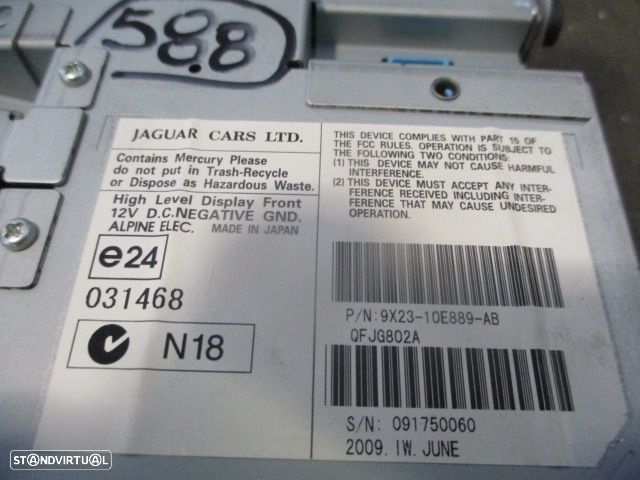 588
JAGUAR CARS LTD.
Contains Mercury Please
do not put in Trash-Recycle
or Dispose as Hazardous Waste.
High Level Display Front
12V D.C.NEGATIVE GND.
ALPINE ELEC. MADE IN JAPAN
e24
031468
N18
THIS DEVICE COMPLIES WITH PART 15 OF
THE FCC RULES. OPERATION IS SUBJECT TO
THE FOLLOWING TWO CONDITIONS:
(1) THIS DEVICE MAY NOT CAUSE HARMFUL
INTERFERENCE.
(2) THIS DEVICE MUST ACCEPT ANY INTER-
FERENCE RECEIVED INCLUDING INTER-
FERENCE THAT MAY CAUSE UNDESIRED
OPERATION.
P/N:9X23-10E889-AB
QFJG802A
S/N: 091750060
2009. IW. JUNE
STANDVIRTUAL